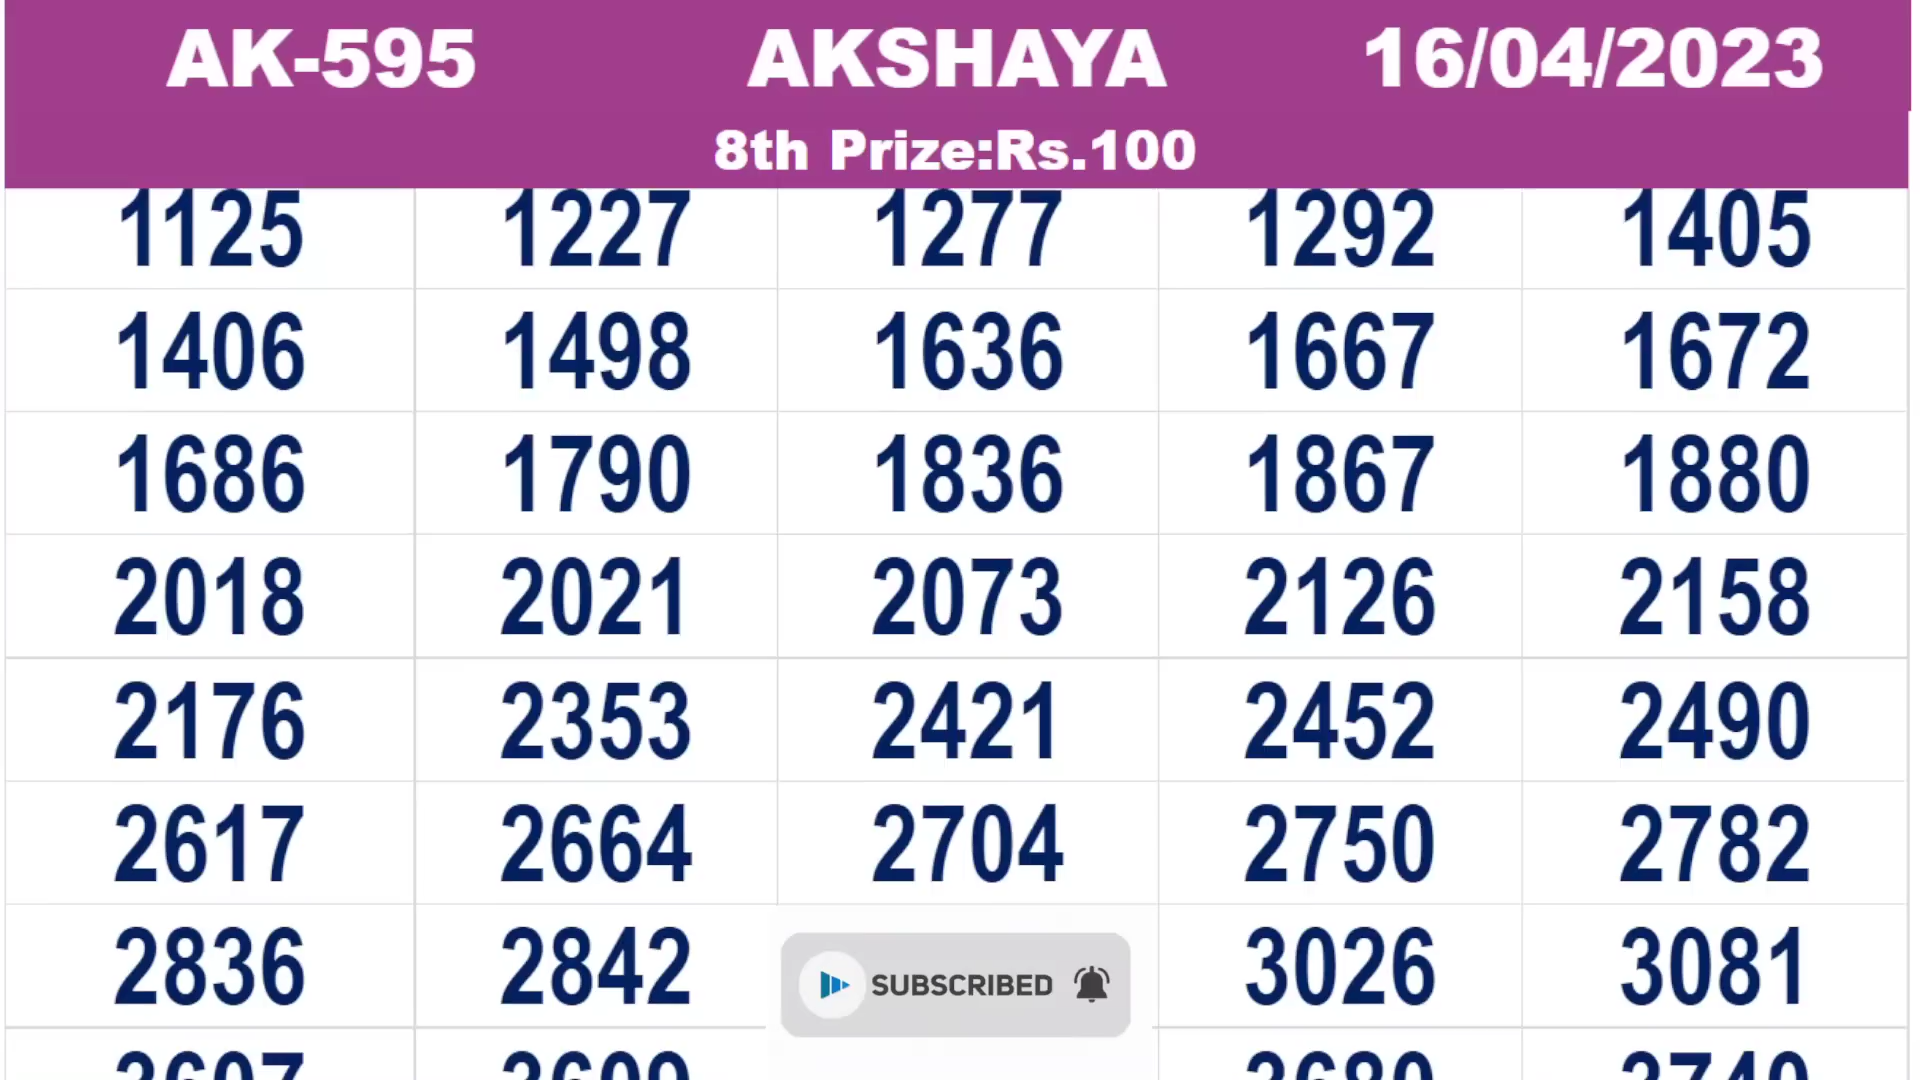 AK-595 AKSHAYA 16/04/2023
8th Prize:Rs.100
1125 1227 1277 1292 1405
1406 1498 1636 1667 1672
1686 1790 1836 1867 1880
2018 2021 2073 2126 2158
2176 2353 2421 2452 2490
2617 2664 2704 2750 2782
2836 2842 3026 3081
SUBSCRIBED